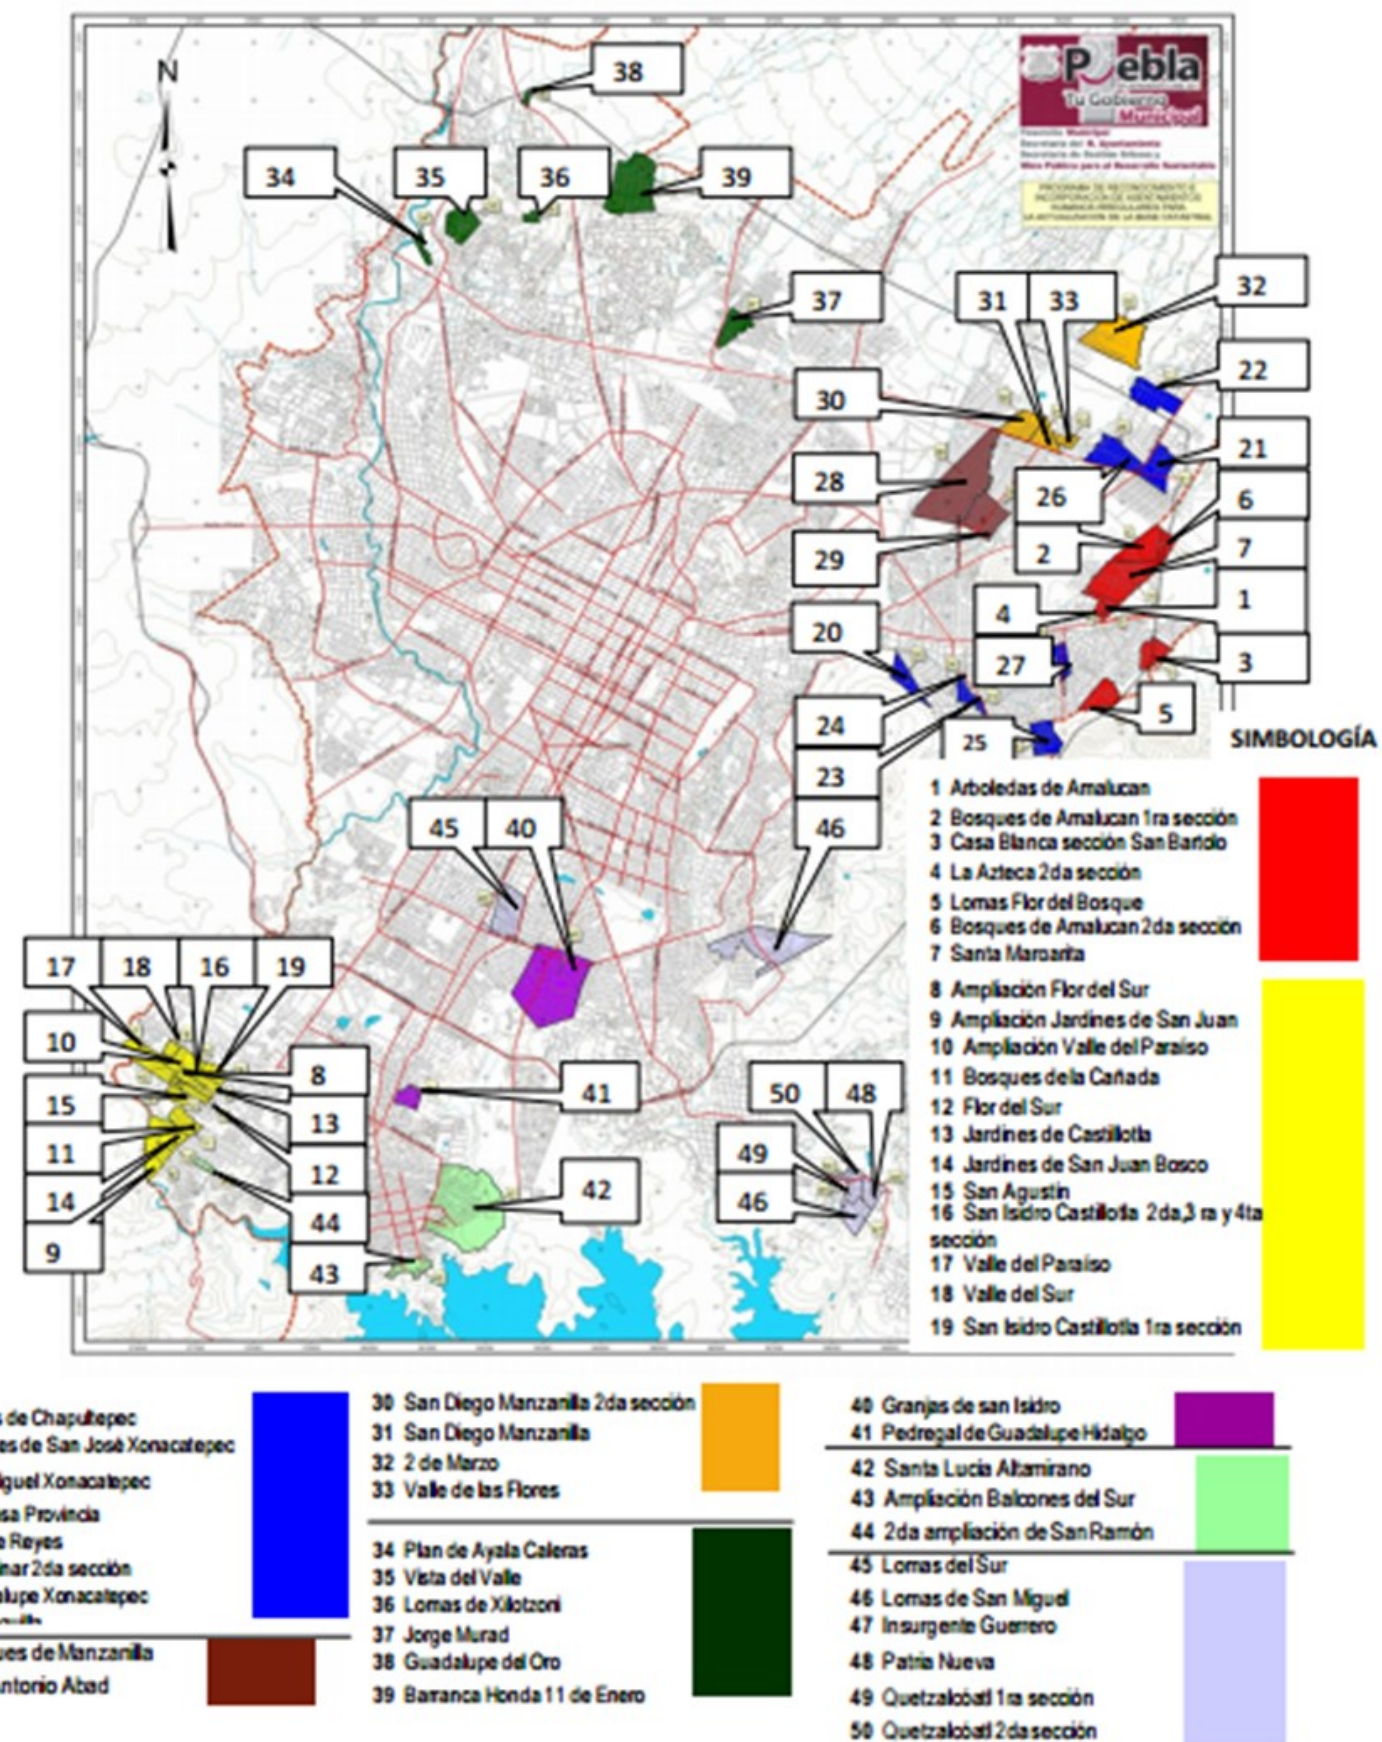 N
Puebla
Tu Gobierno
Municipal
38
34
35
36
39
37
31
33
32
22
30
21
28
26
6
2
7
29
1
4
20
27
3
5
24
25
23
45
40
46
SIMBOLOGÍA
1 Arboledas de Amalucan
2 Bosques de Amalucan 1ra sección
3 Casa Blanca sección San Bartolo
4 La Azteca 2da sección
5 Lomas Flor del Bosque
6 Bosques de Amalucan 2da sección
7 Santa Margarita
17
18
16
19
10
8
15
13
11
12
14
44
9
43
41
42
50
48
49
46
8 Ampliación Flor del Sur
9 Ampliación Jardines de San Juan
10 Ampliación Valle del Paraíso
11 Bosques de la Cañada
12 Flor del Sur
13 Jardines de Castillotla
14 Jardines de San Juan Bosco
15 San Agustin
16 San Isidro Castillotla 2da,3 ra y 4ta
sección
17 Valle del Paraíso
18 Valle del Sur
19 San Isidro Castillotla 1ra sección
s de Chapultepec
es de San José Xonacatepec
iguel Xonacatepec
sa Provincia
e Reyes
inar 2da sección
alupe Xonacatepec
ues de Manzanilla
ntonio Abad
30 San Diego Manzanilla 2da sección
31 San Diego Manzanilla
32 2 de Marzo
33 Valle de las Flores
34 Plan de Ayala Caleras
35 Vista del Valle
36 Lomas de Xilotzoni
37 Jorge Murad
38 Guadalupe del Oro
39 Barranca Honda 11 de Enero
40 Granjas de san Isidro
41 Pedregal de Guadalupe Hidalgo
42 Santa Lucia Altamirano
43 Ampliación Balcones del Sur
44 2da ampliación de San Ramón
45 Lomas del Sur
46 Lomas de San Miguel
47 Insurgente Guerrero
48 Patria Nueva
49 Quetzalcóatl 1ra sección
50 Quetzalcóatl 2da sección